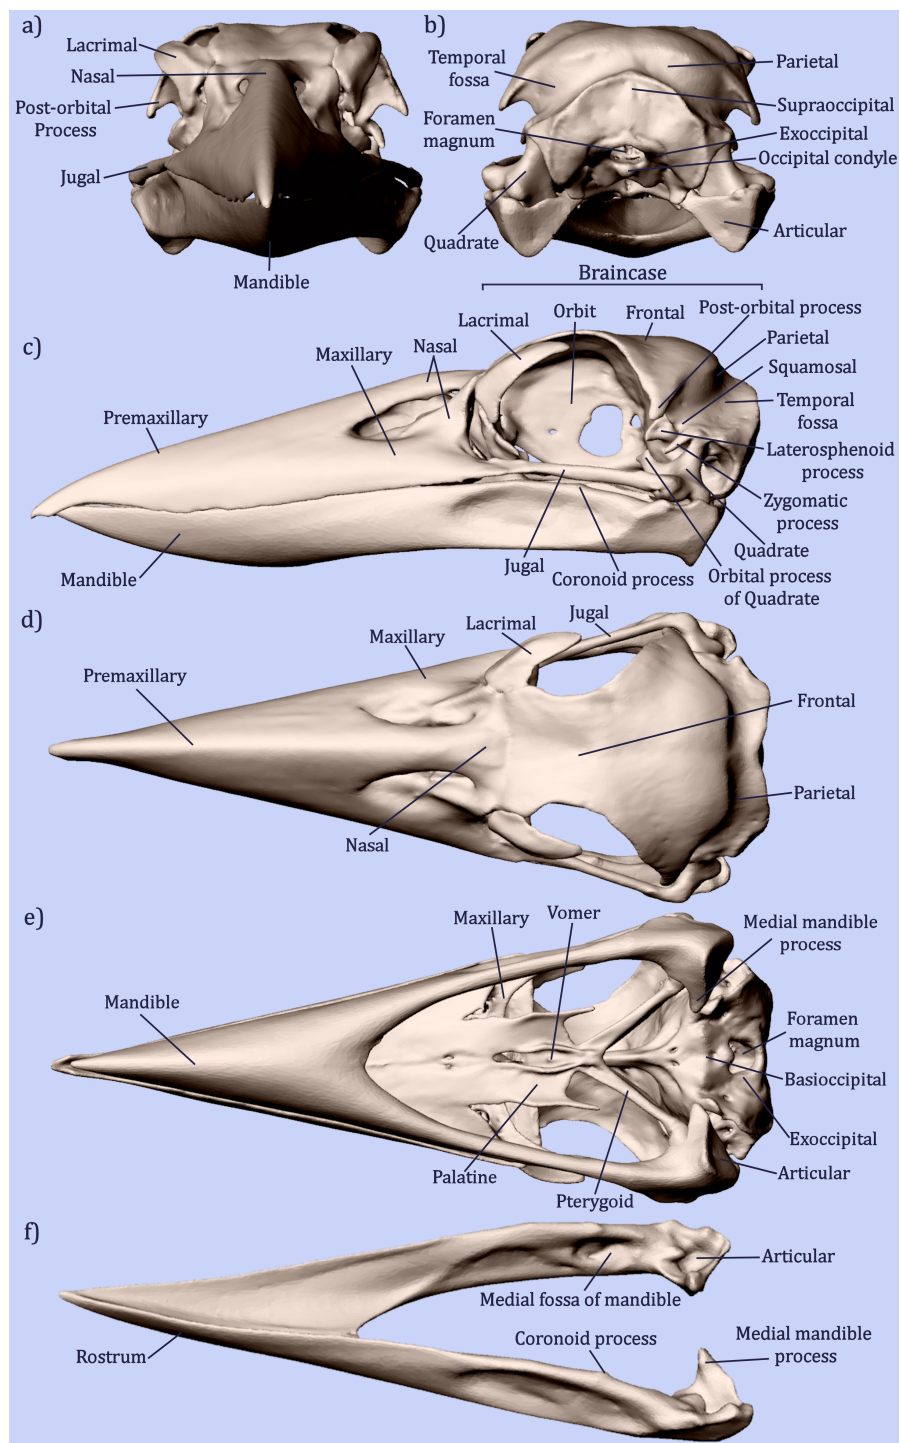 a)
Lacrimal
Nasal
Post-orbital
Process
Jugal
Mandible
b)
Temporal
fossa
Foramen
magnum
Quadrate
Parietal
Supraoccipital
Exoccipital
Occipital condyle
Articular
c)
Braincase
Premaxillary
Maxillary
Nasal
Lacrimal
Orbit
Frontal
Post-orbital process
Parietal
Squamosal
Temporal
fossa
Laterosphenoid
process
Zygomatic
process
Quadrate
Orbital process
of Quadrate
Coronoid process
Jugal
Mandible
d)
Premaxillary
Maxillary
Lacrimal
Jugal
Frontal
Parietal
Nasal
e)
Mandible
Maxillary
Vomer
Medial mandible
process
Foramen
magnum
Basioccipital
Exoccipital
Articular
Pterygoid
Palatine
f)
Articular
Medial fossa of mandible
Coronoid process
Medial mandible
process
Rostrum